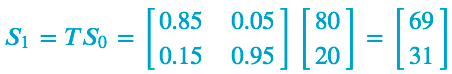 S₁ = TS₀ = [0.85 0.05; 0.15 0.95] [80; 20] = [69; 31]